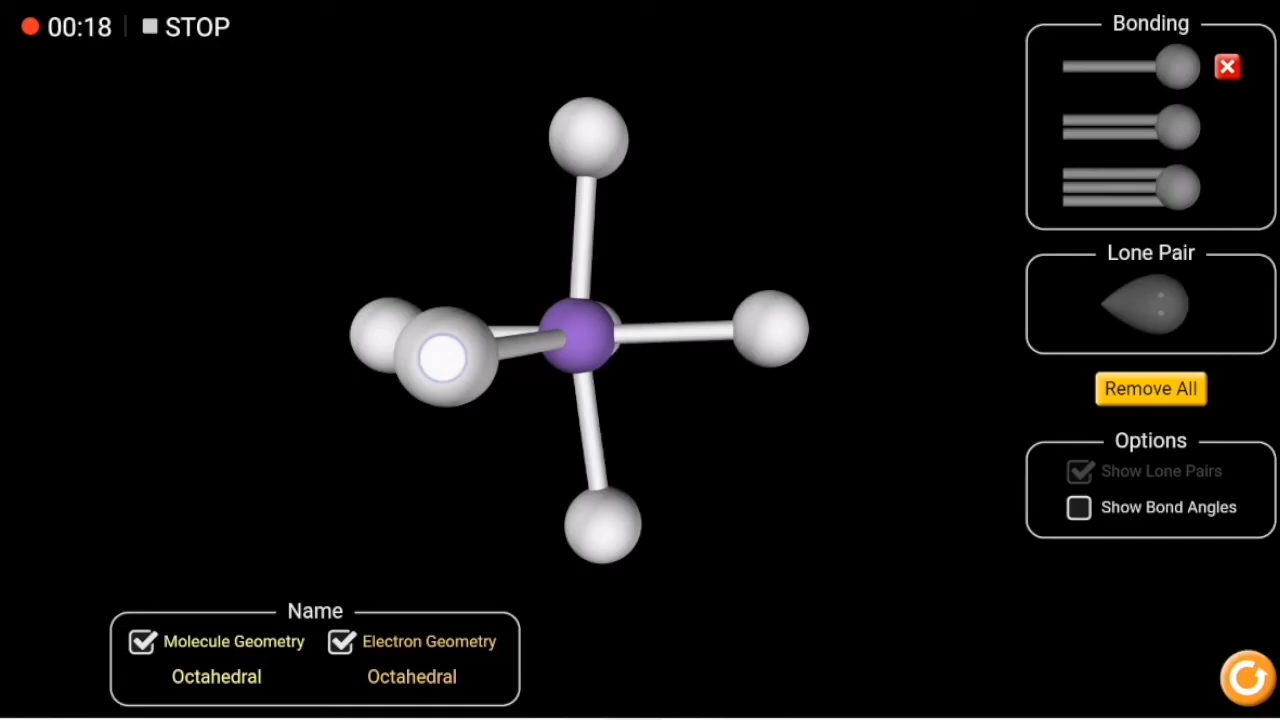 00:18 STOP
Bonding
Lone Pair
Remove All
Options
Show Lone Pairs
Show Bond Angles
Name
Molecule Geometry Electron Geometry
Octahedral Octahedral